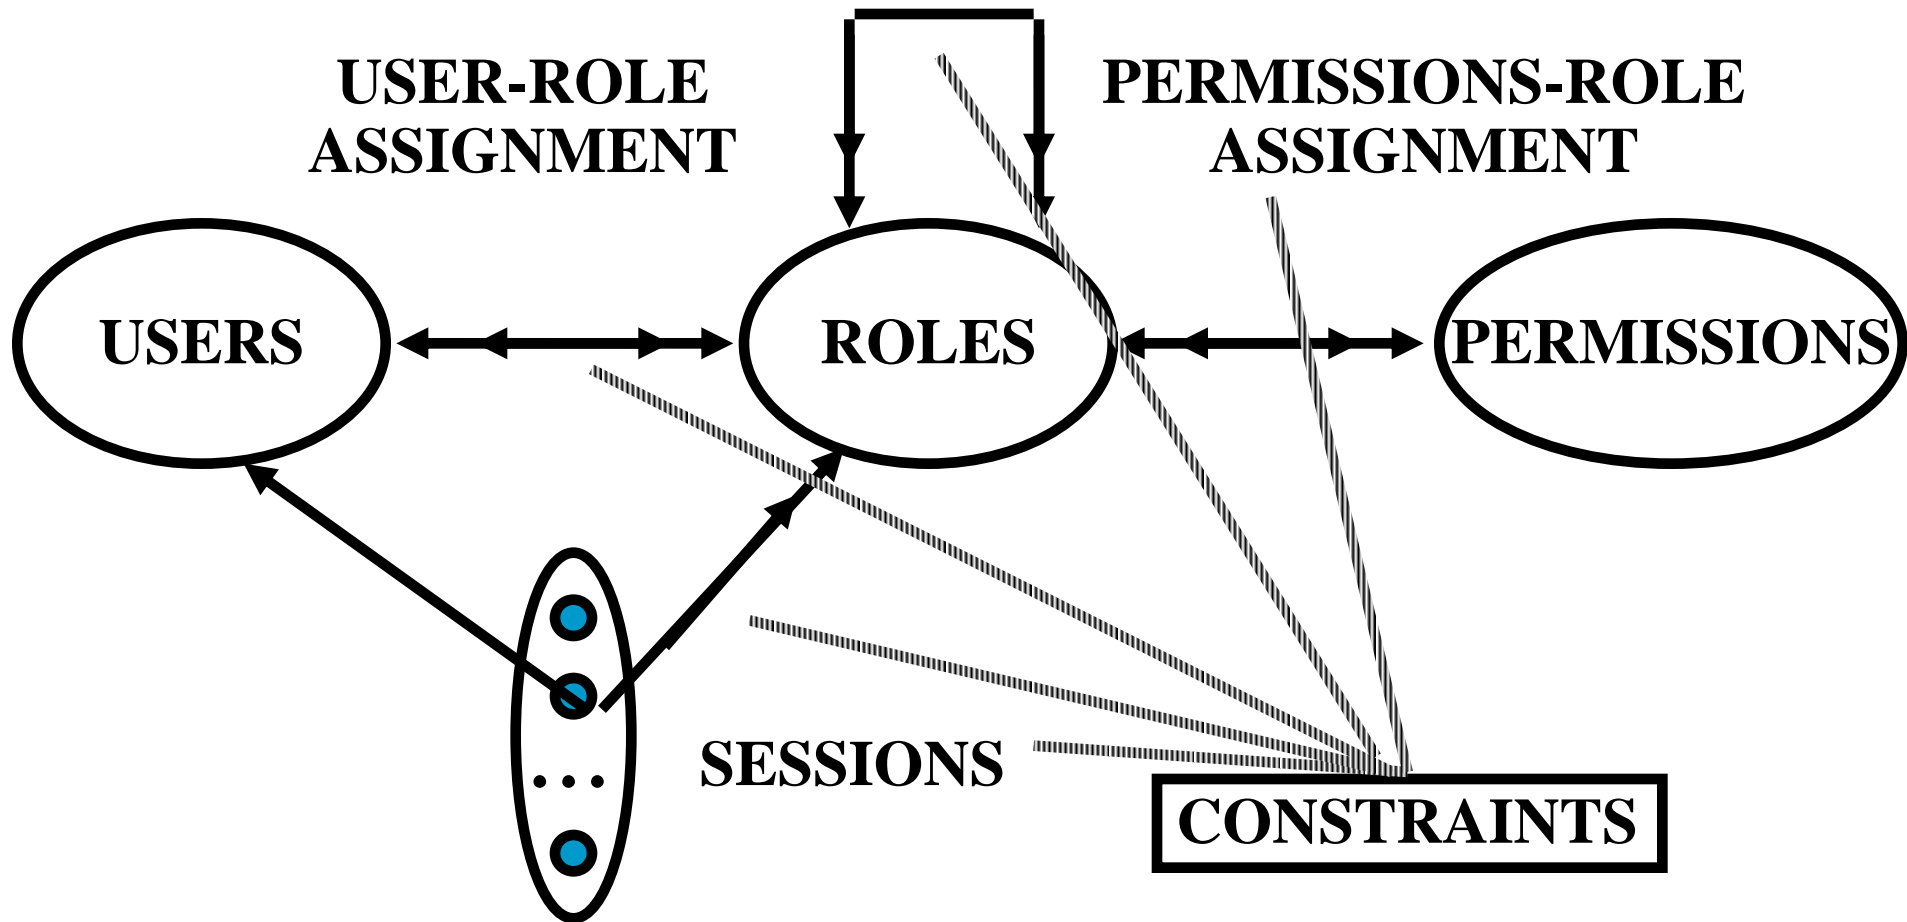 USER-ROLE
ASSIGNMENT
PERMISSIONS-ROLE
ASSIGNMENT
USERS
ROLES
PERMISSIONS
SESSIONS
...
CONSTRAINTS